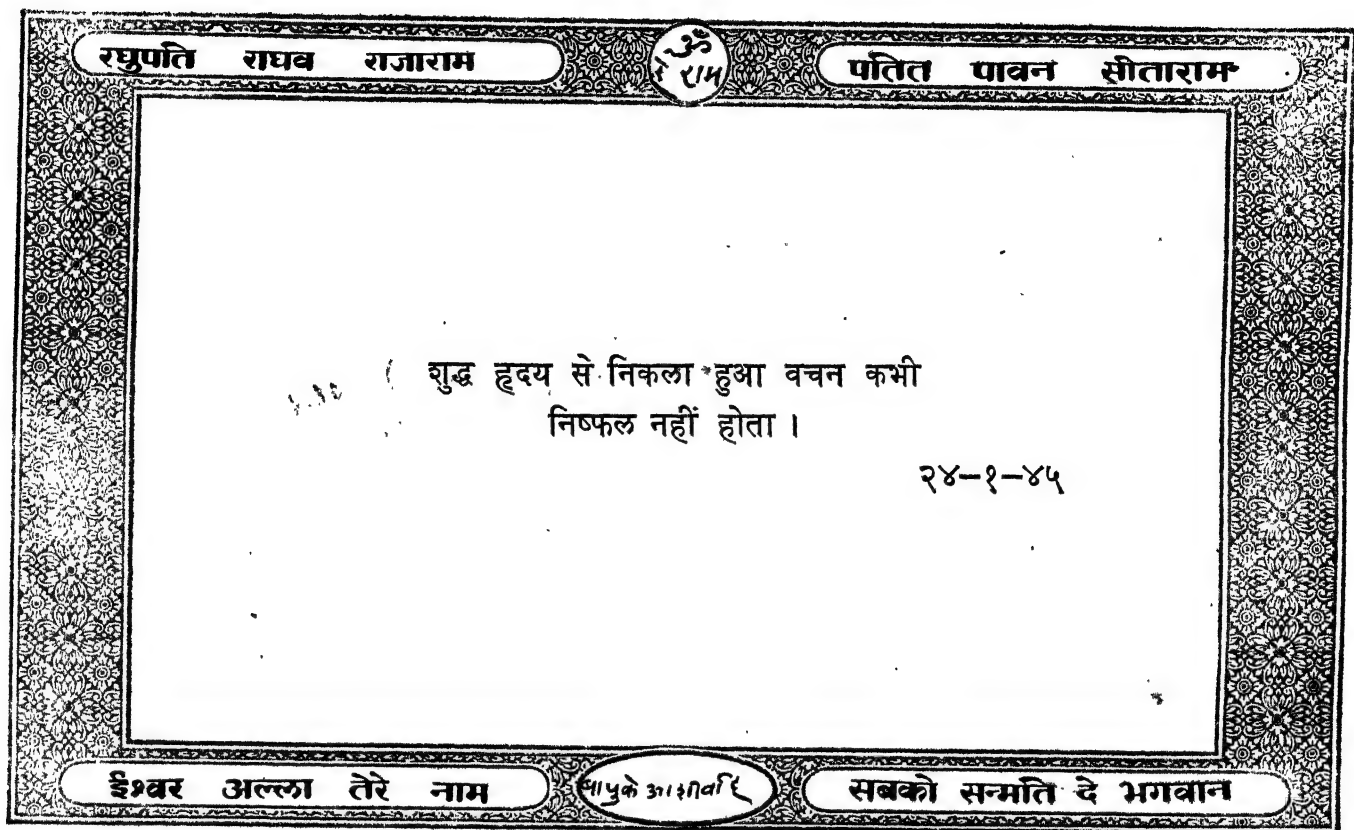 रघुपति राघव राजाराम
ॐ
राम
पतित पावन सीताराम
शुद्ध हृदय से निकला हुआ वचन कभी
निष्फल नहीं होता ।
२४-१-४५
ईश्वर अल्ला तेरे नाम
बापुके आशीर्वाद
सबको सन्मति दे भगवान